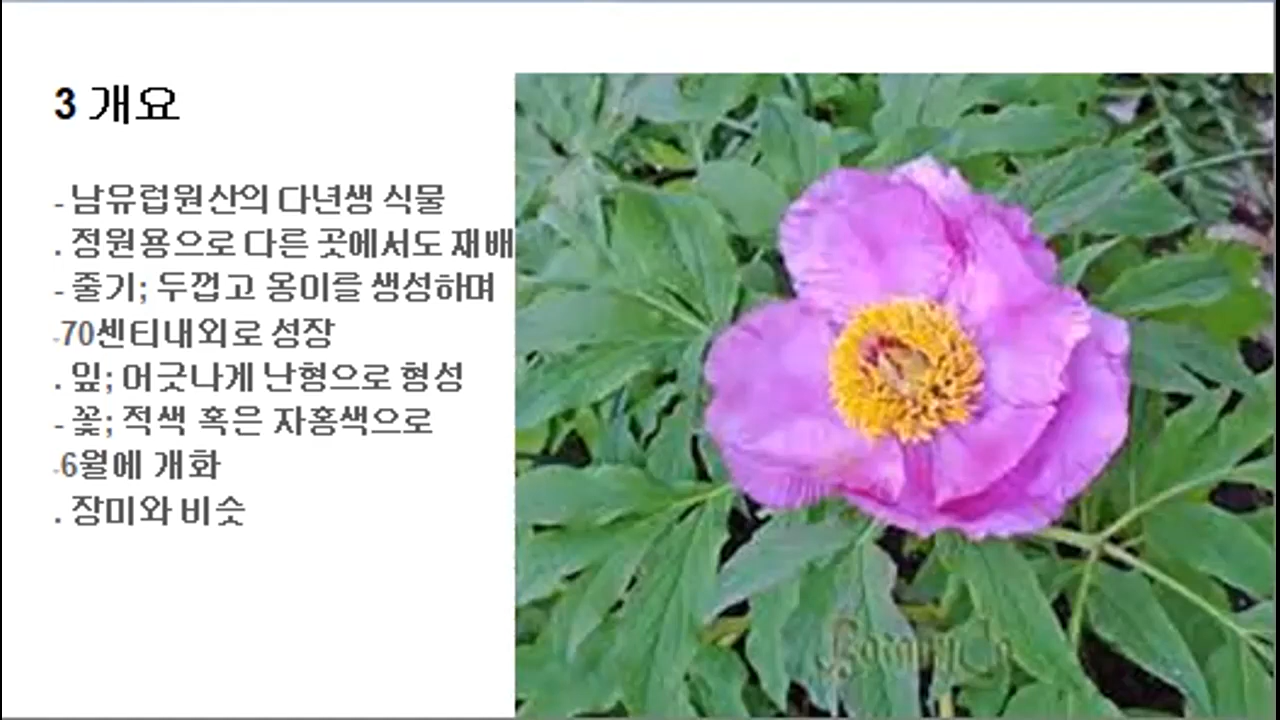 3 개요
- 남유럽원산의 다년생 식물
. 정원용으로 다른 곳에서도 재배
- 줄기; 두껍고 옹이를 생성하며
-70센티내외로 성장
. 잎; 어긋나게 난형으로 형성
- 꽃; 적색 혹은 자홍색으로
-6월에 개화
. 장미와 비슷